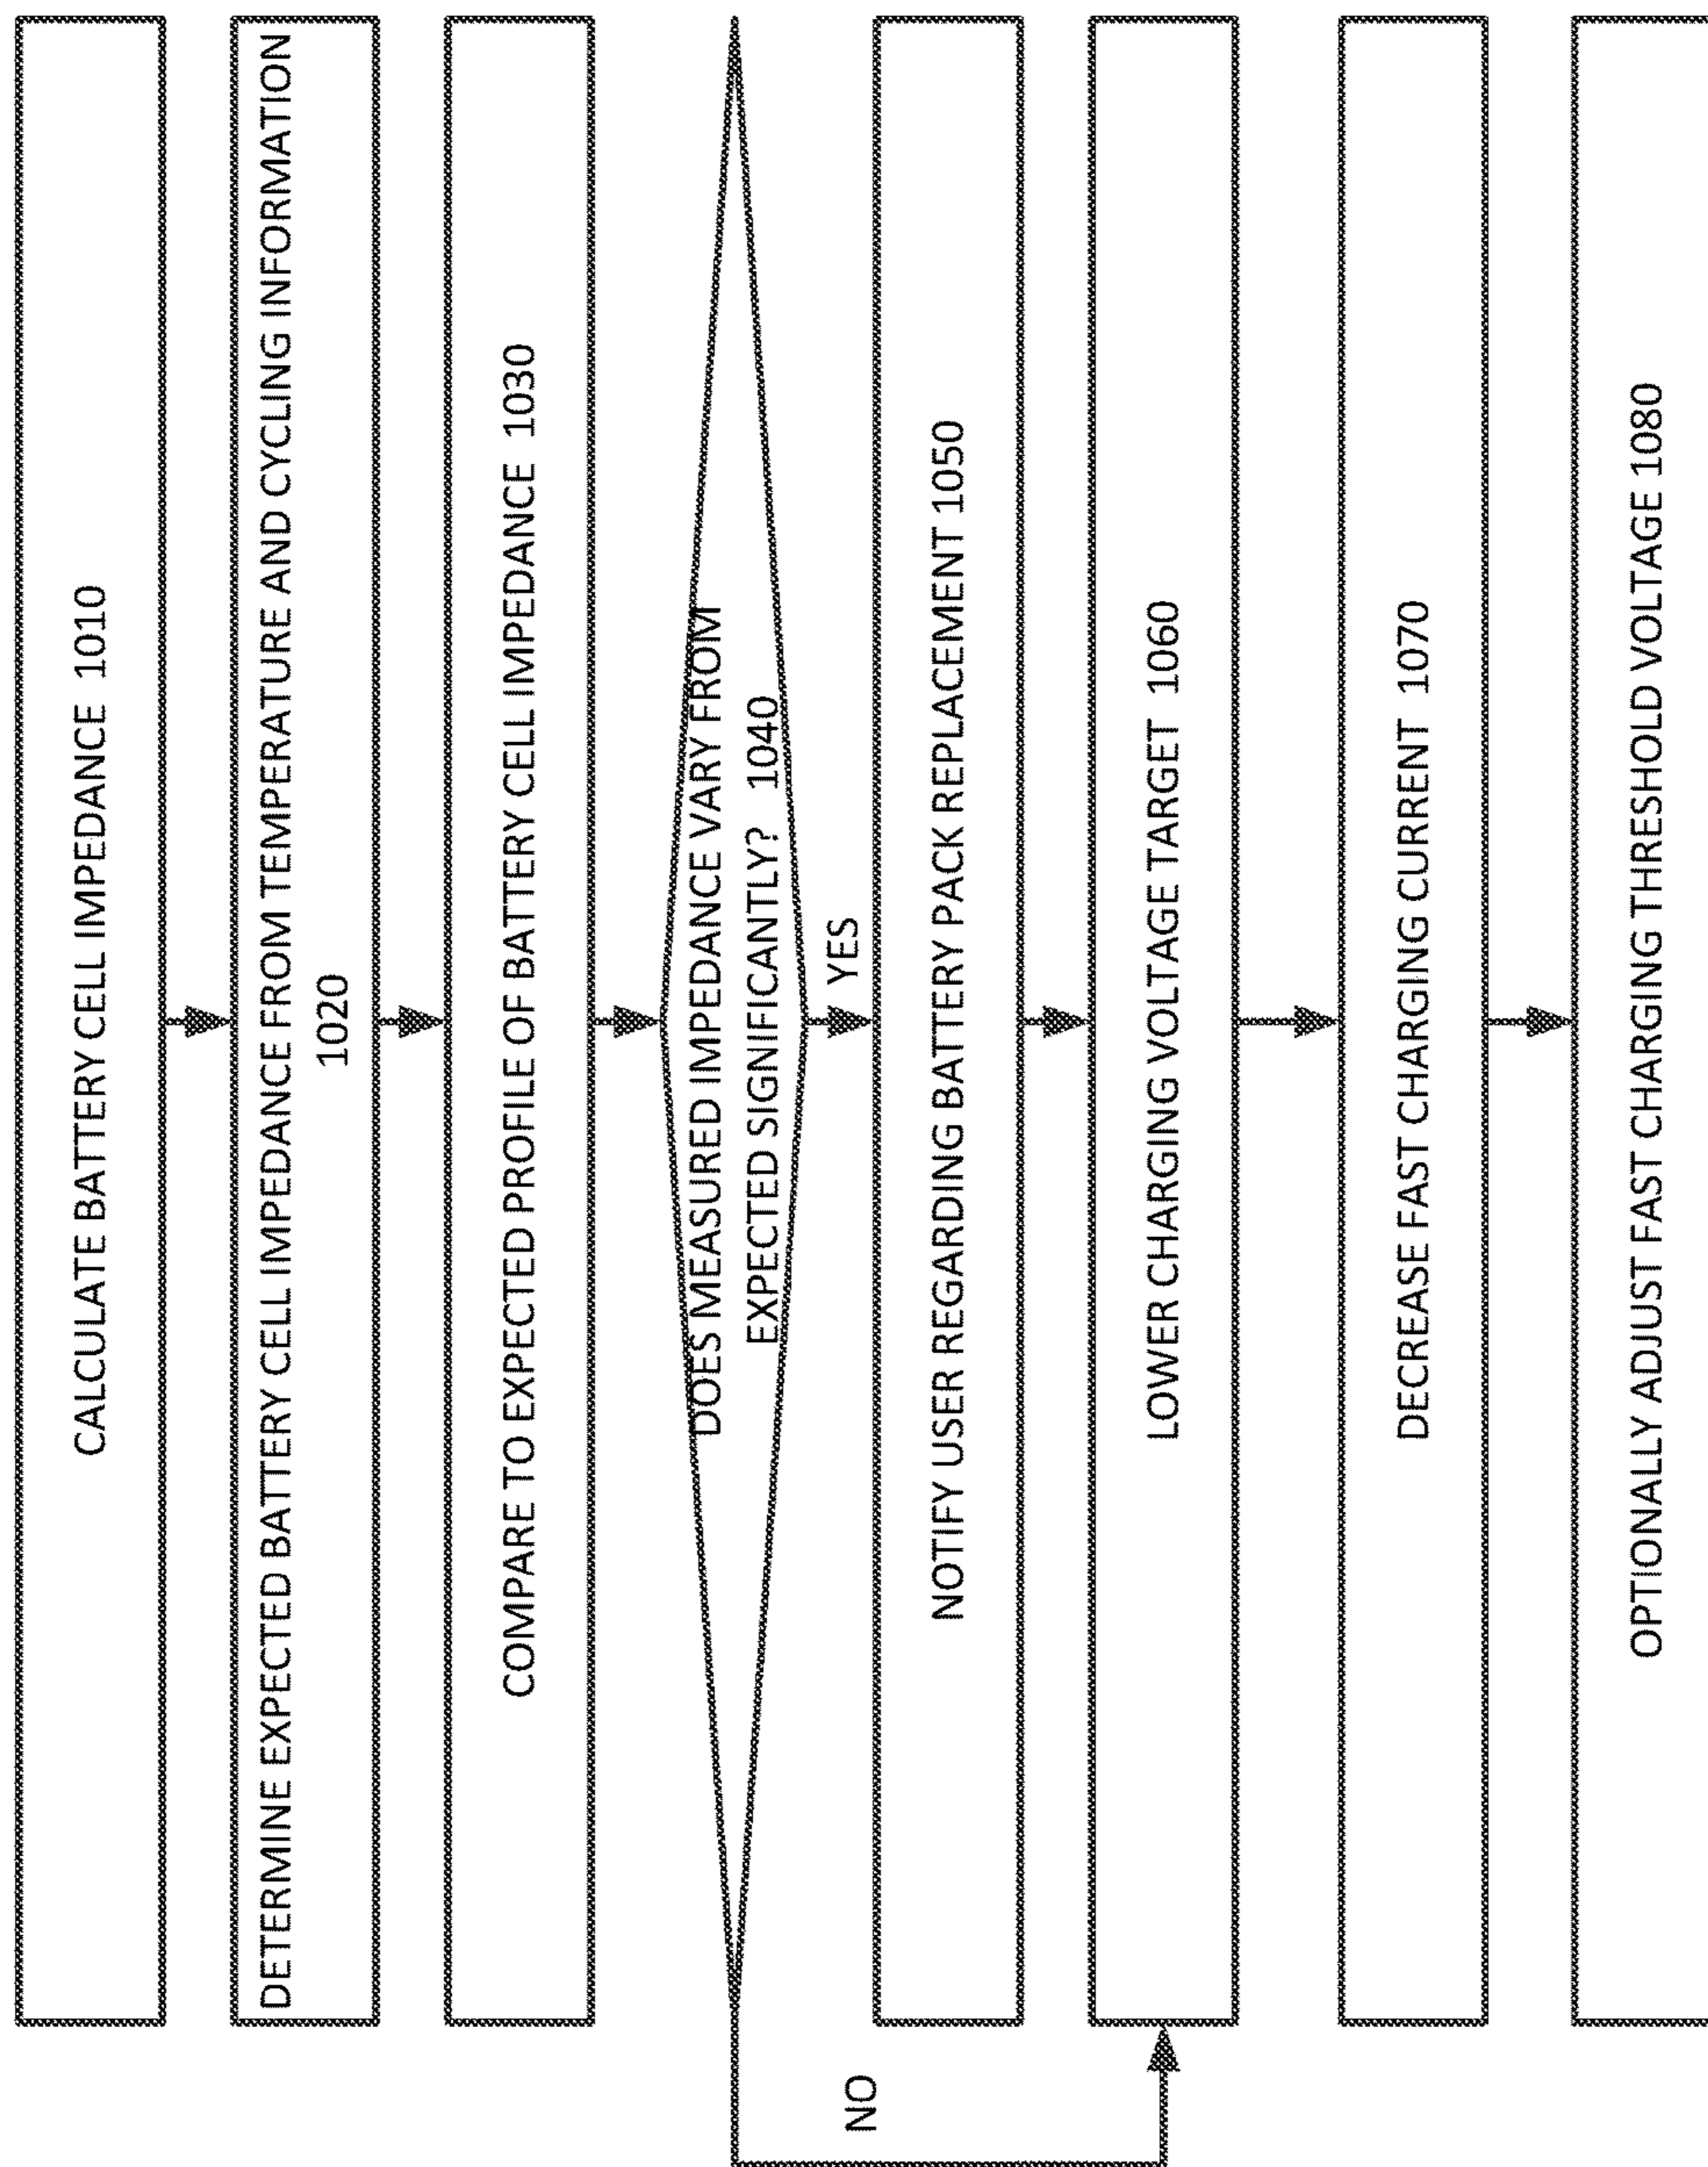 CALCULATE BATTERY CELL IMPEDANCE 1010
DETERMINE EXPECTED BATTERY CELL IMPEDANCE FROM TEMPERATURE AND CYCLING INFORMATION
1020
COMPARE TO EXPECTED PROFILE OF BATTERY CELL IMPEDANCE 1030
DOES MEASURED IMPEDANCE VARY FROM
EXPECTED SIGNIFICANTLY? 1040
YES
NO
NOTIFY USER REGARDING BATTERY PACK REPLACEMENT 1050
LOWER CHARGING VOLTAGE TARGET 1060
DECREASE FAST CHARGING CURRENT 1070
OPTIONALLY ADJUST FAST CHARGING THRESHOLD VOLTAGE 1080